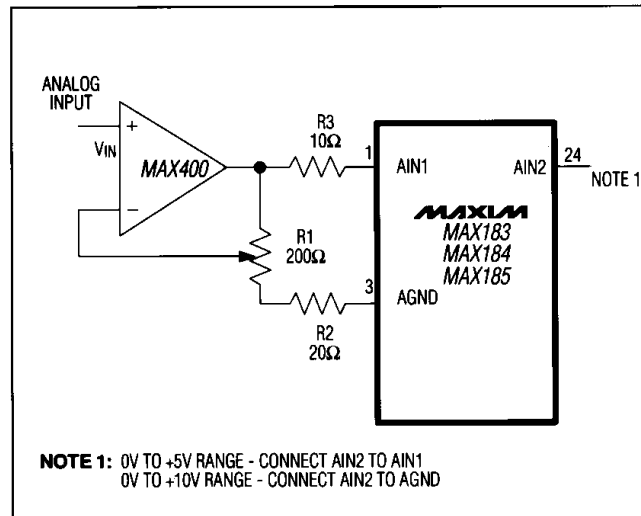 ANALOG
INPUT
VIN
+
−
MAX400
R3
10Ω
R1
200Ω
R2
20Ω
1
AIN1
AIN2
24
NOTE 1
MAXIM
MAX183
MAX184
MAX185
3
AGND
NOTE 1: 0V TO +5V RANGE - CONNECT AIN2 TO AIN1
0V TO +10V RANGE - CONNECT AIN2 TO AGND